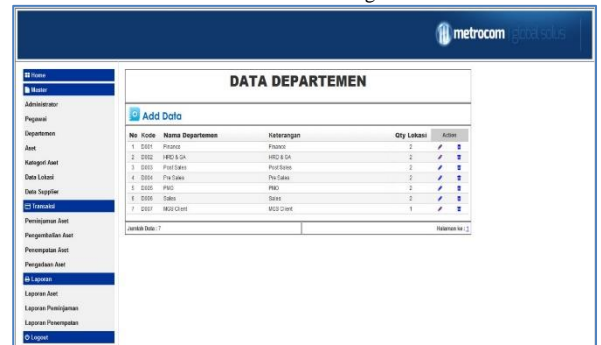 metrocom global solusi
Home
Master
Administrator
Pegawai
Departemen
Aset
Kategori Aset
Data Lokasi
Data Supplier
Transaksi
Peminjaman Aset
Pengembalian Aset
Penempatan Aset
Pengadaan Aset
Laporan
Laporan Aset
Laporan Peminjaman
Laporan Penempatan
Logout
DATA DEPARTEMEN
Add Data
No Kode Nama Departemen Keterangan Qty Lokasi Action
1 D001 Finance Finance 2
2 D002 HRD & GA HRD & GA 2
3 D003 Post Sales Post Sales 2
4 D004 Pre Sales Pre Sales 2
5 D005 PMO PMO 2
6 D006 Sales Sales 2
7 D007 MGS Client MGS Client 1
Jumlah Data : 7 Halaman ke : 1